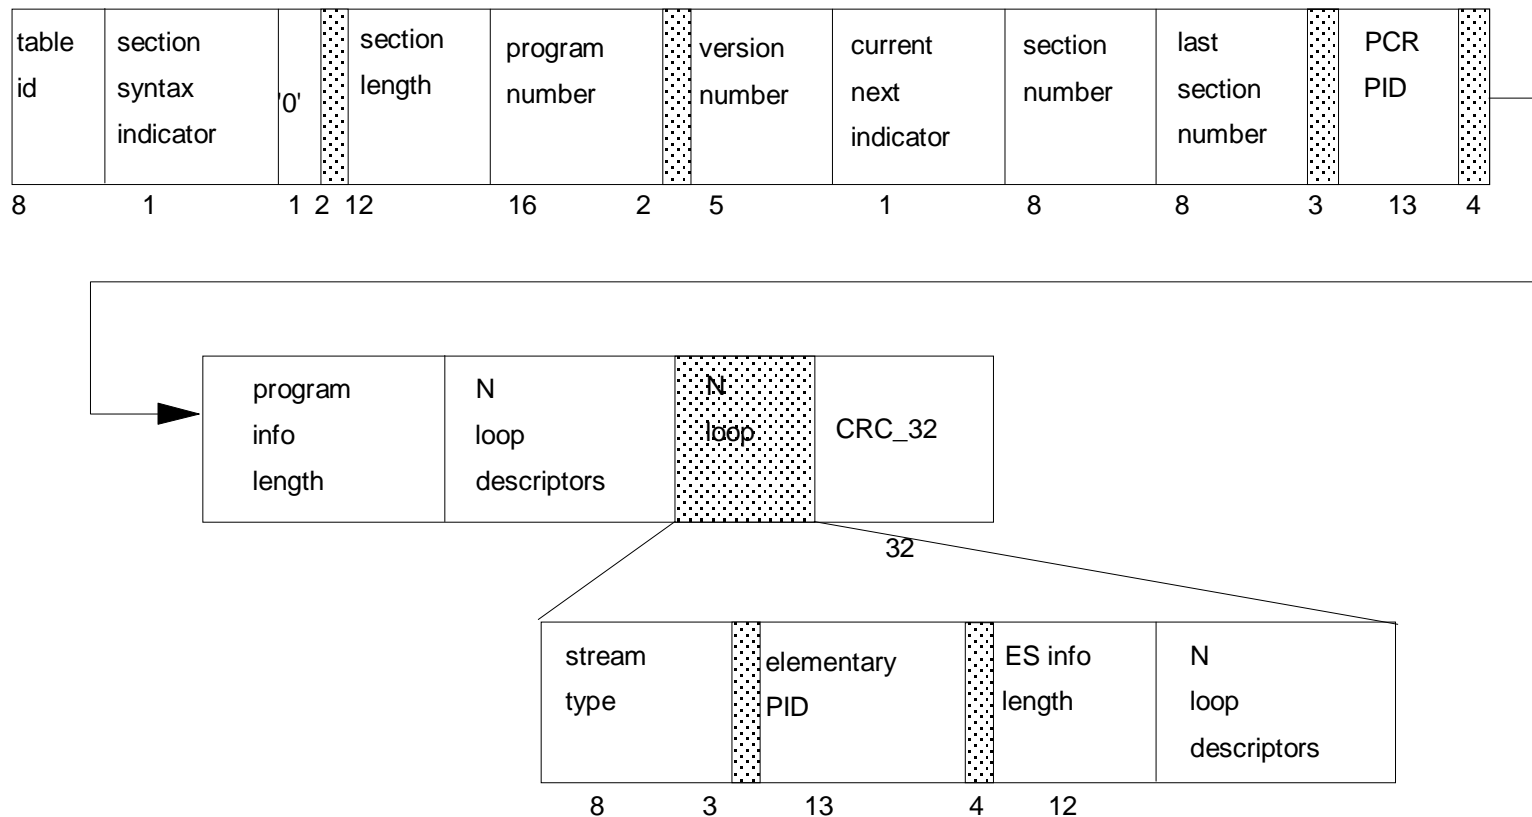 table
id
section
syntax
indicator
'0'
section
length
program
number
version
number
current
next
indicator
section
number
last
section
number
PCR
PID
8 1 1 2 12 16 2 5 1 8 8 3 13 4
program
info
length
N
loop
descriptors
N
loop
CRC_32
32
stream
type
elementary
PID
ES info
length
N
loop
descriptors
8 3 13 4 12